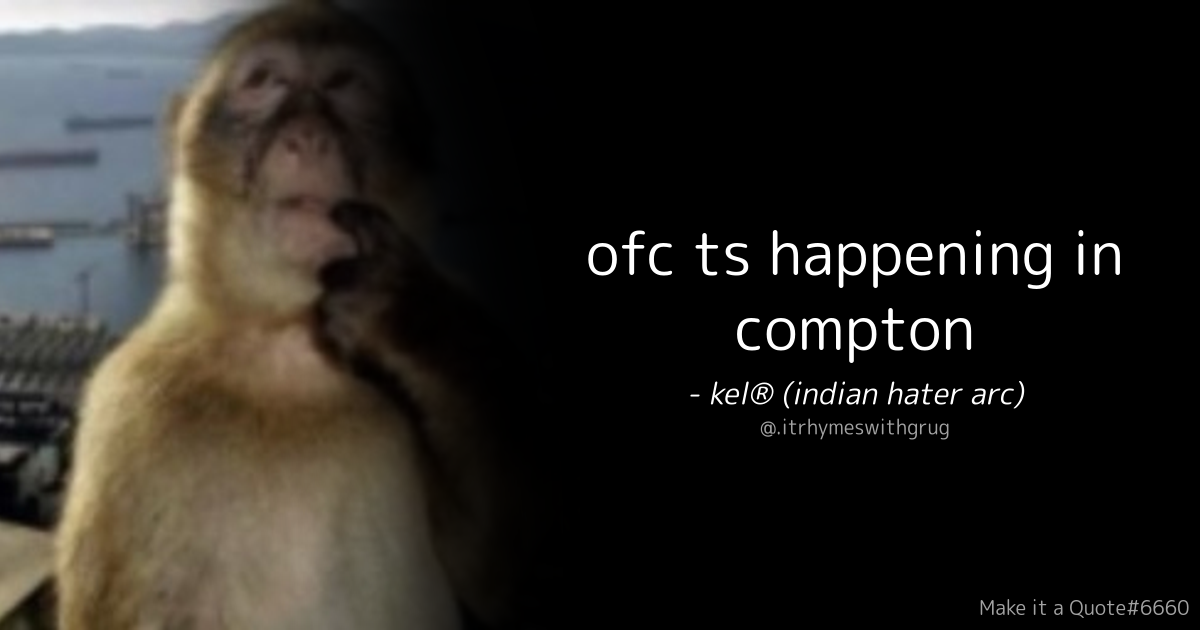 ofc ts happening in
compton
- kel® (indian hater arc)
@.itrhymeswithgrug
Make it a Quote#6660